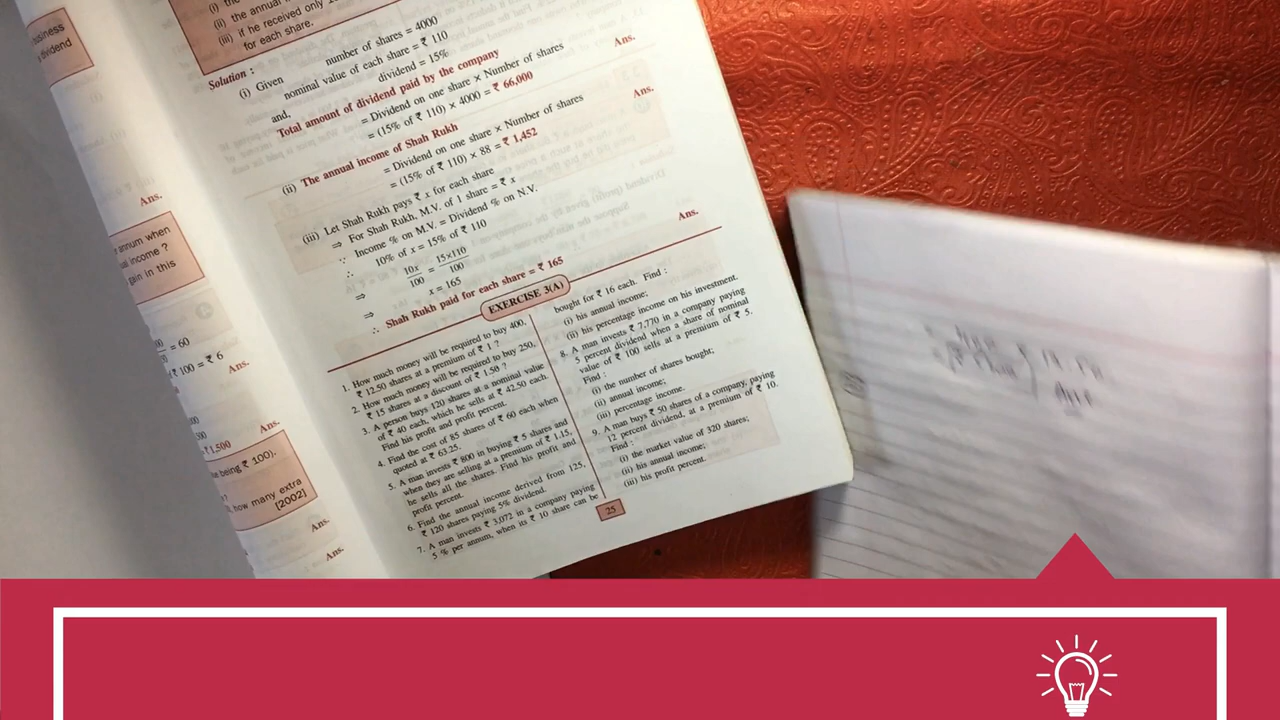 business
dividend
Ans.
r annum when
income ?
gain in this
= 60
₹ 100 = ₹ 6
Ans.
₹1,500
Ans.
being ₹ 100).
how many extra
[2002]
Ans.
Ans.
(i) the
(ii) the annual
(iii) if he received only
for each share.
Solution :
(i) Given number of shares = 4000
nominal value of each share = ₹ 110
and, dividend = 15%
Total amount of dividend paid by the company
= Dividend on one share × Number of shares
= (15% of ₹ 110) × 4000 = ₹ 66,000 Ans.
(ii) The annual income of Shah Rukh
= Dividend on one share × Number of shares
= (15% of ₹ 110) × 88 = ₹ 1,452 Ans.
(iii) Let Shah Rukh pays ₹ x for each share
⇒ For Shah Rukh, M.V. of 1 share = ₹ x
∵ Income % on M.V. = Dividend % on N.V.
∴ 10% of x = 15% of ₹ 110
⇒ 10x/100 = 15×110/100
⇒ x = 165
∴ Shah Rukh paid for each share = ₹ 165 Ans.
EXERCISE 3(A)
1. How much money will be required to buy 400,
₹ 12.50 shares at a premium of ₹ 1 ?
2. How much money will be required to buy 250,
₹ 15 shares at a discount of ₹ 1.50 ?
3. A person buys 120 shares at a nominal value
of ₹ 40 each, which he sells at ₹ 42.50 each.
Find his profit and profit percent.
4. Find the cost of 85 shares of ₹ 60 each when
quoted at ₹ 63.25.
5. A man invests ₹ 800 in buying ₹ 5 shares and
when they are selling at a premium of ₹ 1.15,
he sells all the shares. Find his profit and
profit percent.
6. Find the annual income derived from 125,
₹ 120 shares paying 5% dividend.
7. A man invests ₹ 3,072 in a company paying
5 % per annum, when its ₹ 10 share can be
bought for ₹ 16 each. Find :
(i) his annual income;
(ii) his percentage income on his investment.
8. A man invests ₹ 7,770 in a company paying
5 percent dividend when a share of nominal
value of ₹ 100 sells at a premium of ₹ 5.
Find :
(i) the number of shares bought;
(ii) annual income;
(iii) percentage income.
9. A man buys ₹ 50 shares of a company, paying
12 percent dividend, at a premium of ₹ 10.
Find :
(i) the market value of 320 shares;
(ii) his annual income;
(iii) his profit percent.
25